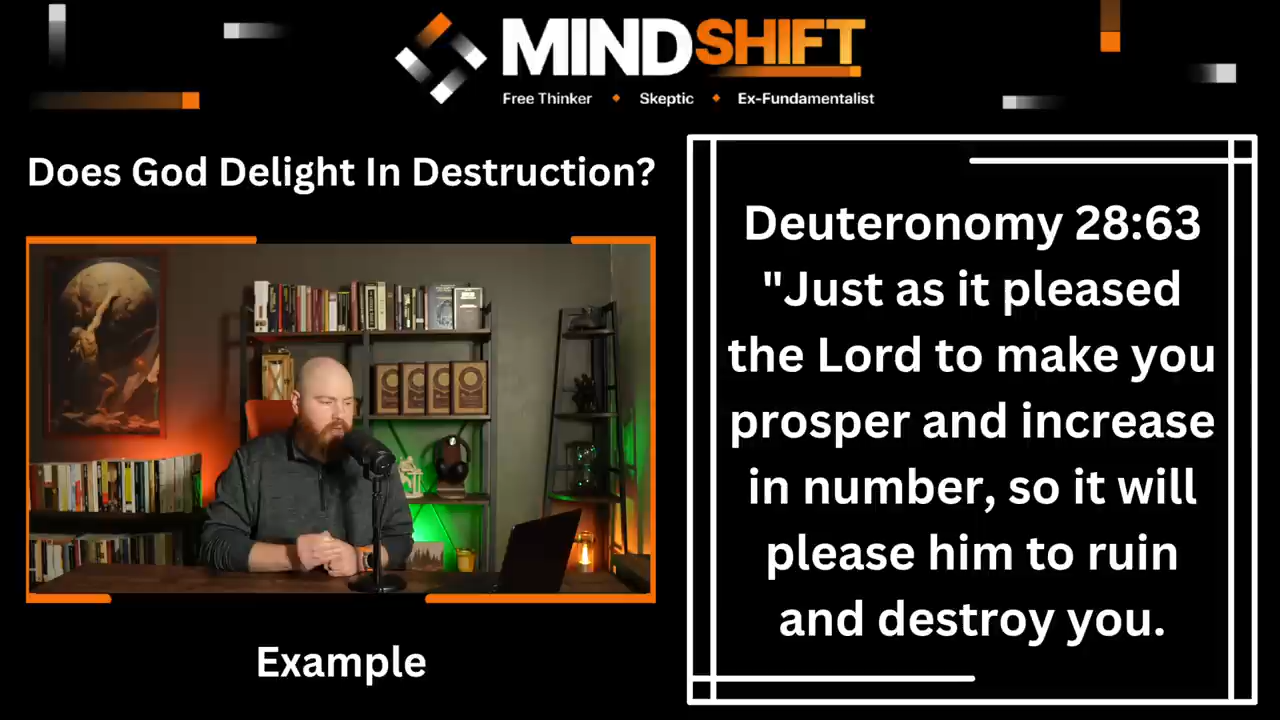 MINDSHIFT
Free Thinker ◆ Skeptic ◆ Ex-Fundamentalist
Does God Delight In Destruction?
Example
Deuteronomy 28:63
"Just as it pleased
the Lord to make you
prosper and increase
in number, so it will
please him to ruin
and destroy you.